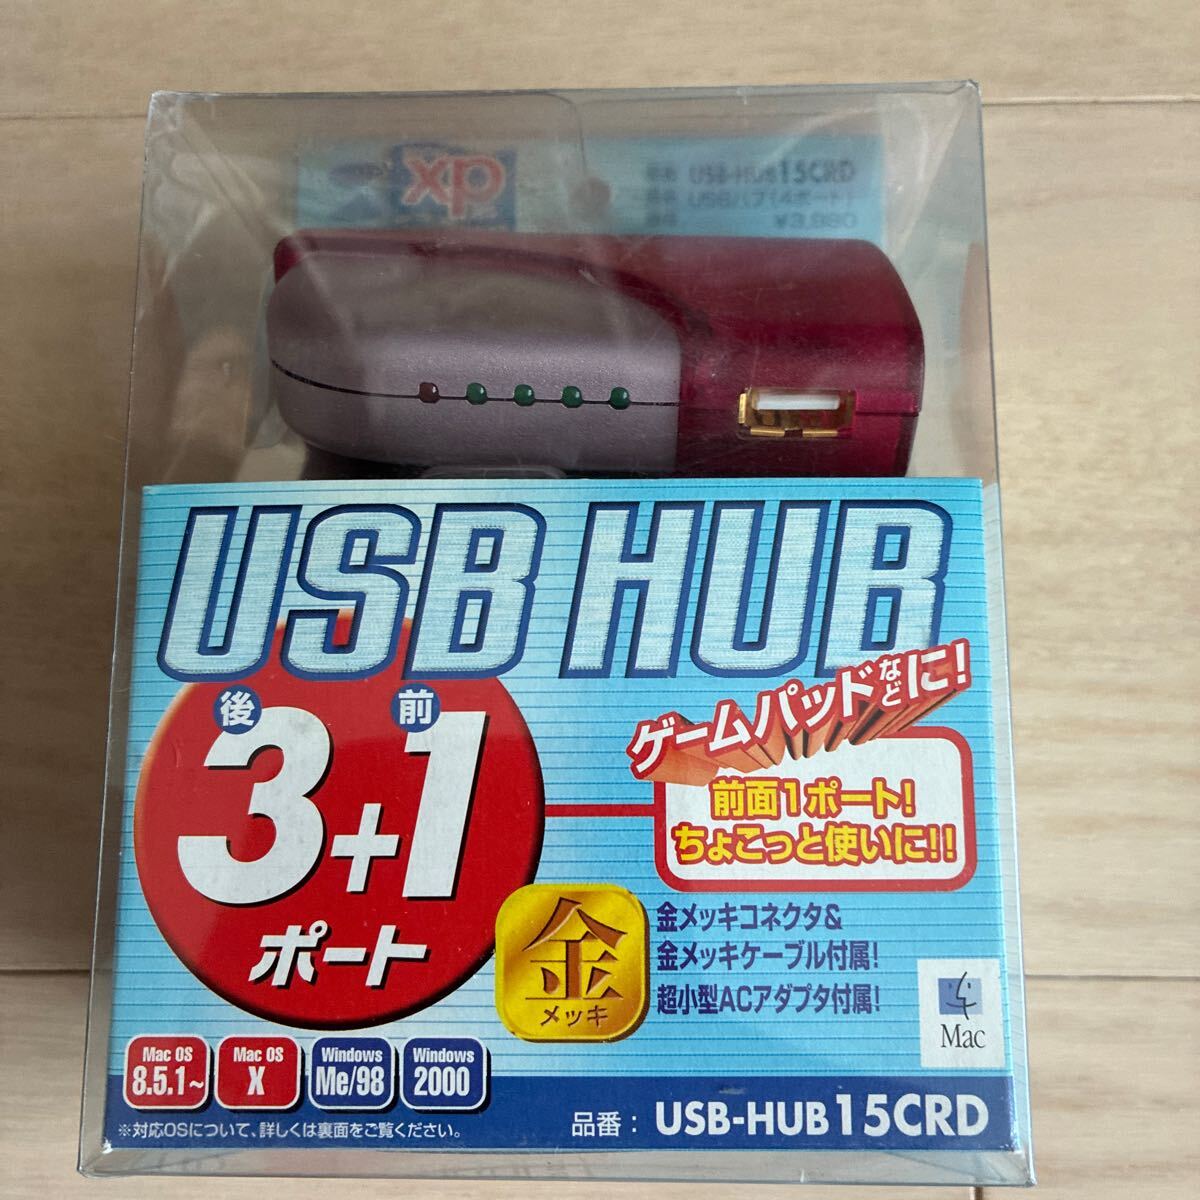 xp
USB-HUB15CRD
USBハブ(4ポート)
¥3,980
USB HUB
後 前
3+1
ポート
ゲームパッドなどに!
前面1ポート!
ちょこっと使いに!!
金
メッキ
金メッキコネクタ&
金メッキケーブル付属!
超小型ACアダプタ付属!
Mac
Mac OS
8.5.1~
Mac OS
X
Windows
Me/98
Windows
2000
※対応OSについて、詳しくは裏面をご覧ください。
品番: USB-HUB15CRD